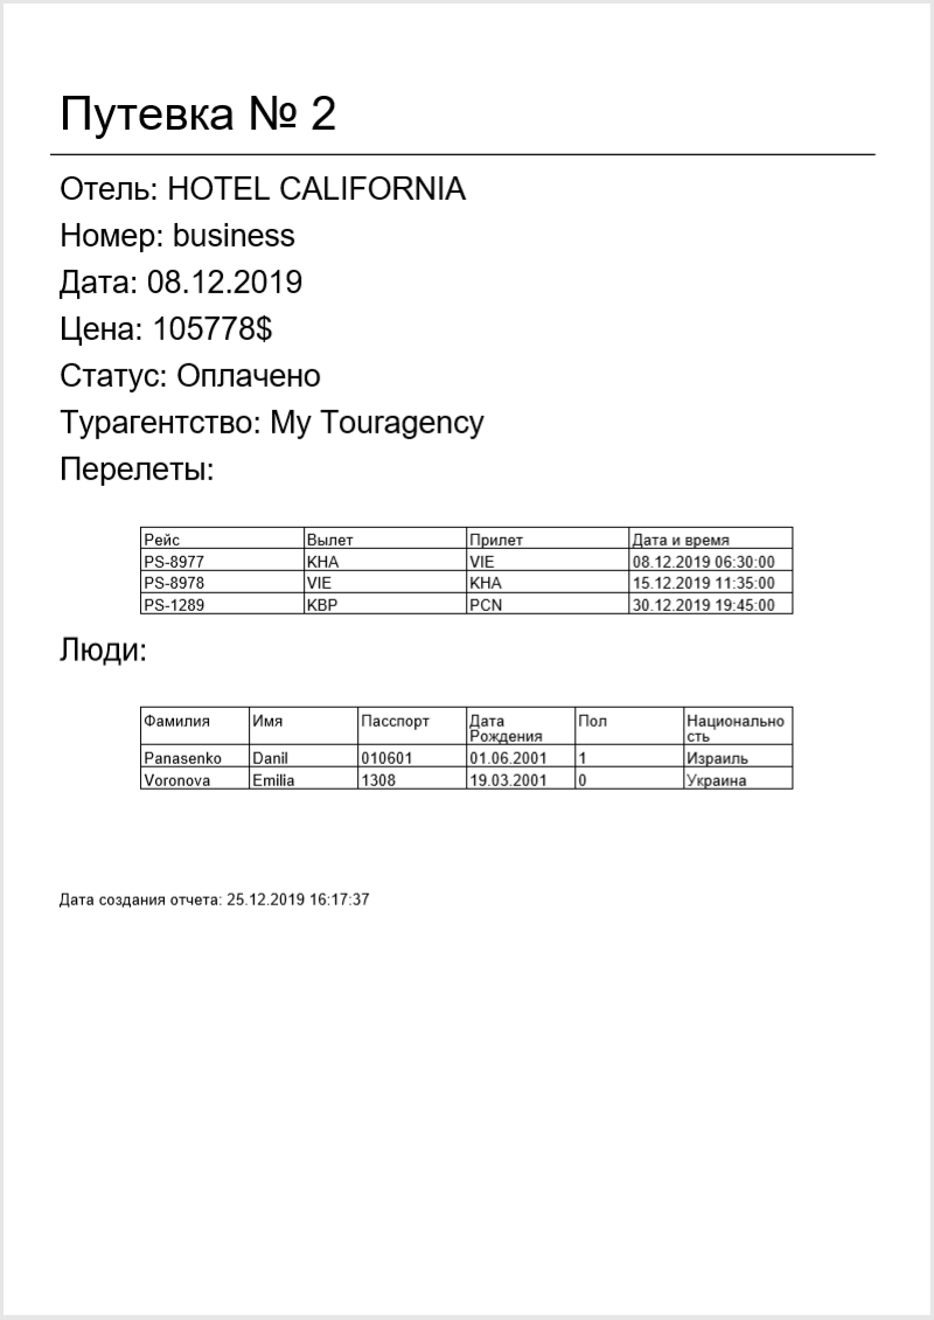 Путевка № 2
Отель: HOTEL CALIFORNIA
Номер: business
Дата: 08.12.2019
Цена: 105778$
Статус: Оплачено
Турагентство: My Touragency
Перелеты:
Рейс Вылет Прилет Дата и время
PS-8977 KHA VIE 08.12.2019 06:30:00
PS-8978 VIE KHA 15.12.2019 11:35:00
PS-1289 KBP PCN 30.12.2019 19:45:00
Люди:
Фамилия Имя Пасспорт Дата Пол Национально
Рождения сть
Panasenko Danil 010601 01.06.2001 1 Израиль
Voronova Emilia 1308 19.03.2001 0 Украина
Дата создания отчета: 25.12.2019 16:17:37